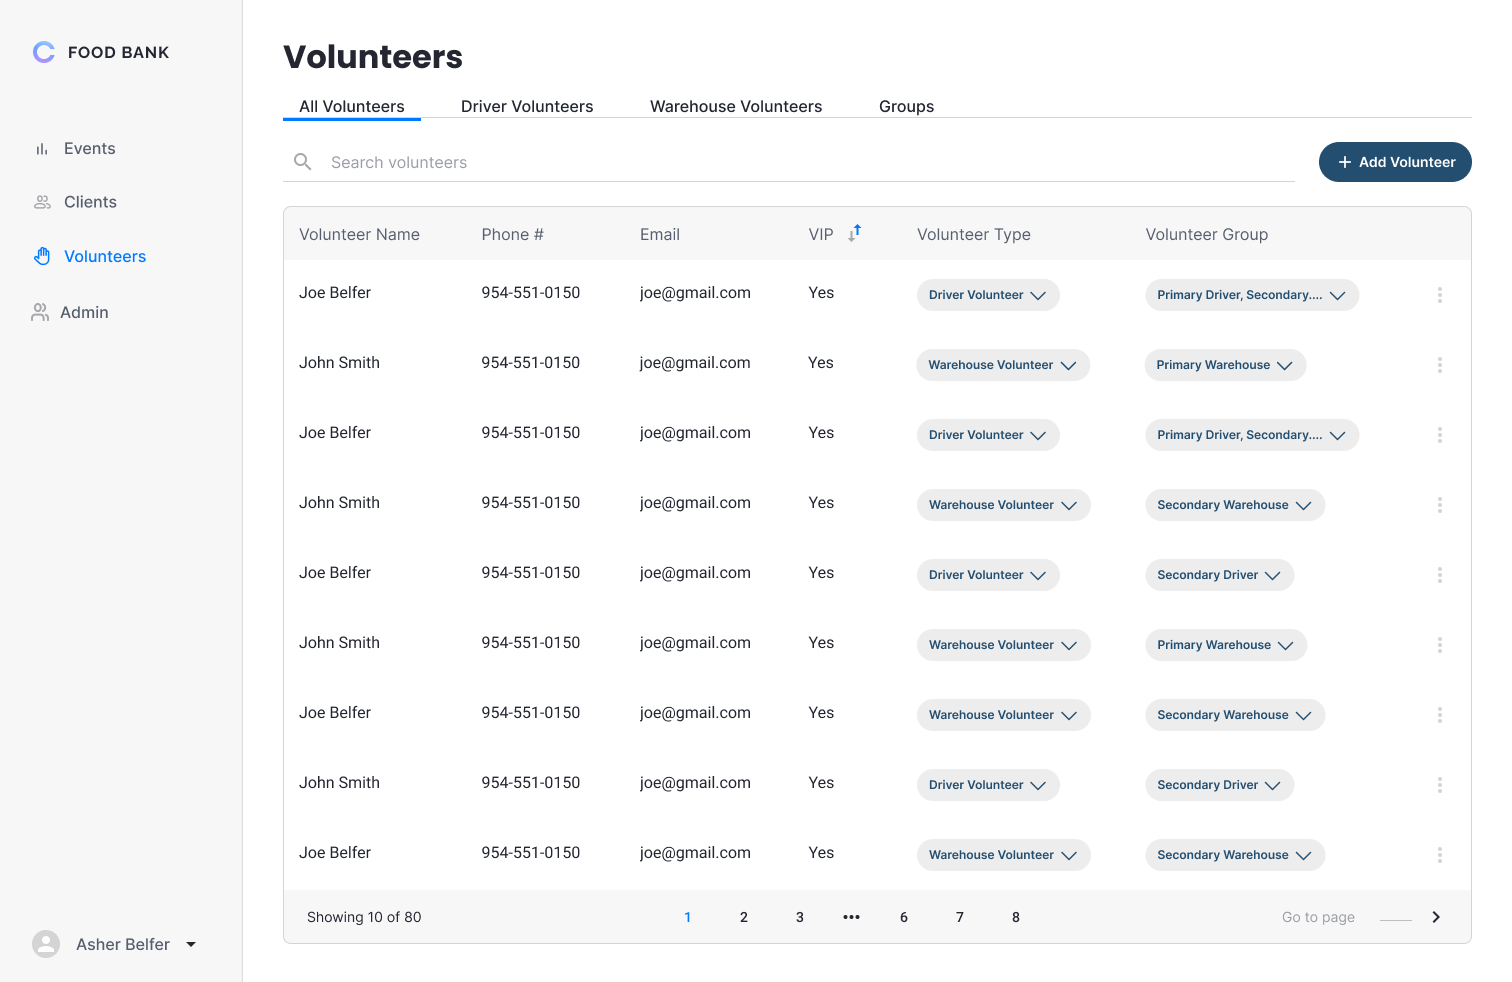 FOOD BANK
Events
Clients
Volunteers
Admin
Asher Belfer
Volunteers
All Volunteers Driver Volunteers Warehouse Volunteers Groups
Search volunteers + Add Volunteer
Volunteer Name Phone # Email VIP Volunteer Type Volunteer Group
Joe Belfer 954-551-0150 joe@gmail.com Yes Driver Volunteer Primary Driver, Secondary....
John Smith 954-551-0150 joe@gmail.com Yes Warehouse Volunteer Primary Warehouse
Joe Belfer 954-551-0150 joe@gmail.com Yes Driver Volunteer Primary Driver, Secondary....
John Smith 954-551-0150 joe@gmail.com Yes Warehouse Volunteer Secondary Warehouse
Joe Belfer 954-551-0150 joe@gmail.com Yes Driver Volunteer Secondary Driver
John Smith 954-551-0150 joe@gmail.com Yes Warehouse Volunteer Primary Warehouse
Joe Belfer 954-551-0150 joe@gmail.com Yes Warehouse Volunteer Secondary Warehouse
John Smith 954-551-0150 joe@gmail.com Yes Driver Volunteer Secondary Driver
Joe Belfer 954-551-0150 joe@gmail.com Yes Warehouse Volunteer Secondary Warehouse
Showing 10 of 80 1 2 3 ••• 6 7 8 Go to page